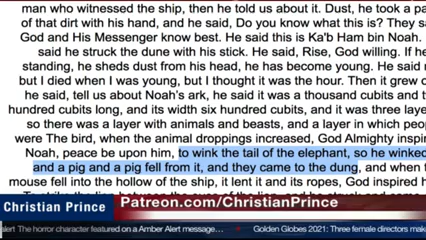 man who witnessed the ship, then he told us about it. Dust, he took a pa
of that dirt with his hand, and he said, Do you know what this is? They sa
God and His Messenger know best. He said this is Ka'b Ham bin Noah.
said he struck the dune with his stick. He said, Rise, God willing. If he
standing, he sheds dust from his head, he has become young. He said n
but I died when I was young, but I thought it was the hour. Then it grew o
he said, tell us about Noah's ark, he said it was a thousand cubits and t
hundred cubits long, and its width six hundred cubits, and it was three laye
so there was a layer with animals and beasts, and a layer in which peop
were The bird, when the animal droppings increased, God Almighty inspir
Noah, peace be upon him, to wink the tail of the elephant, so he winked
and a pig and a pig fell from it, and they came to the dung, and when t
mouse fell into the hollow of the ship, it lent it and its ropes, God inspired h
Christian Prince
Patreon.com/ChristianPrince
lert The horror character featured on a Amber Alert message...
Golden Globes 2021: Three female directors make